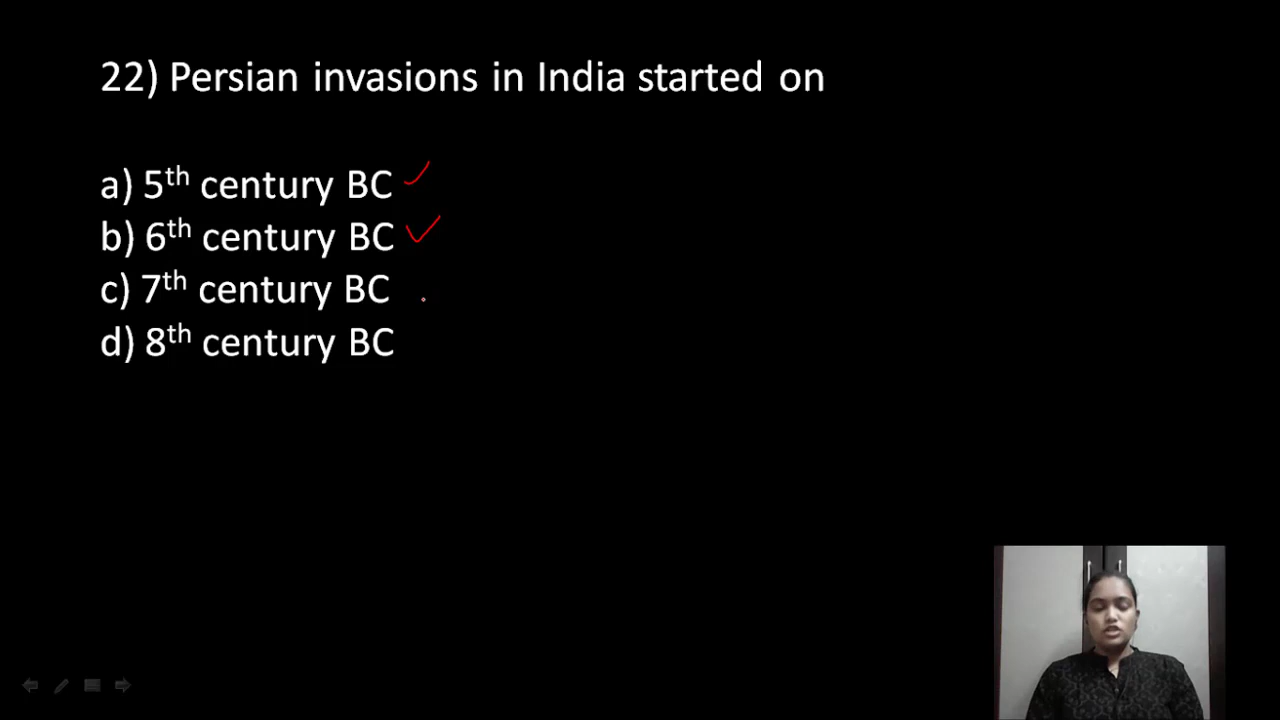 22) Persian invasions in India started on
a) 5th century BC
b) 6th century BC
c) 7th century BC
d) 8th century BC